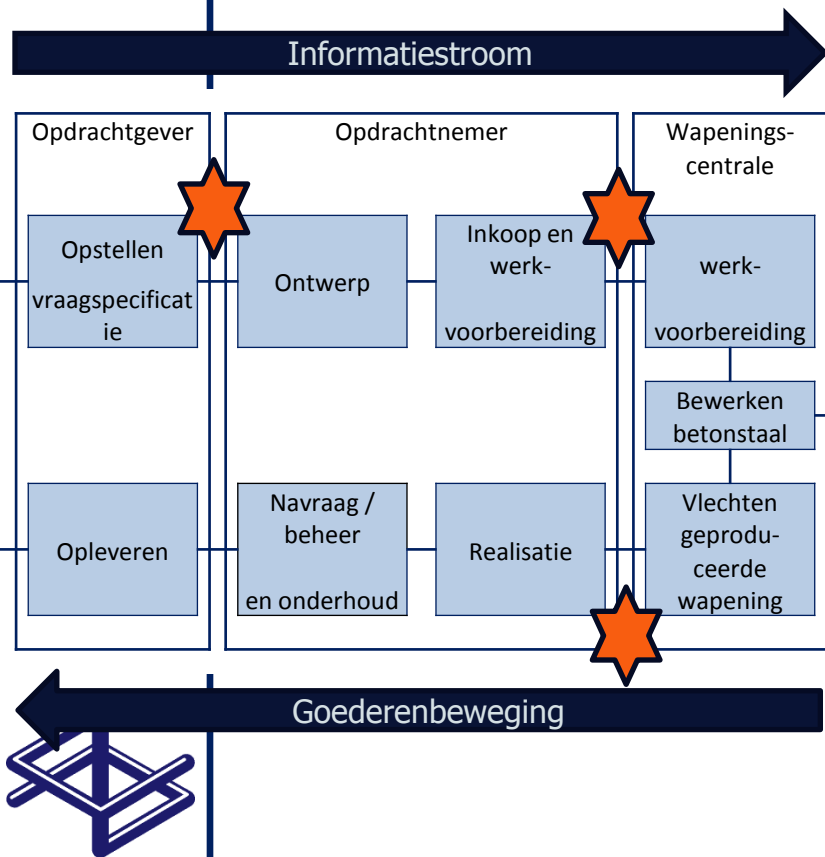 Informatiestroom
Opdrachtgever
Opdrachtnemer
Wapenings-
centrale
Opstellen
vraagspecificat
ie
Ontwerp
Inkoop en
werk-
voorbereiding
werk-
voorbereiding
Bewerken
betonstaal
Opleveren
Navraag /
beheer
en onderhoud
Realisatie
Vlechten
geprodu-
ceerde
wapening
Goederenbeweging